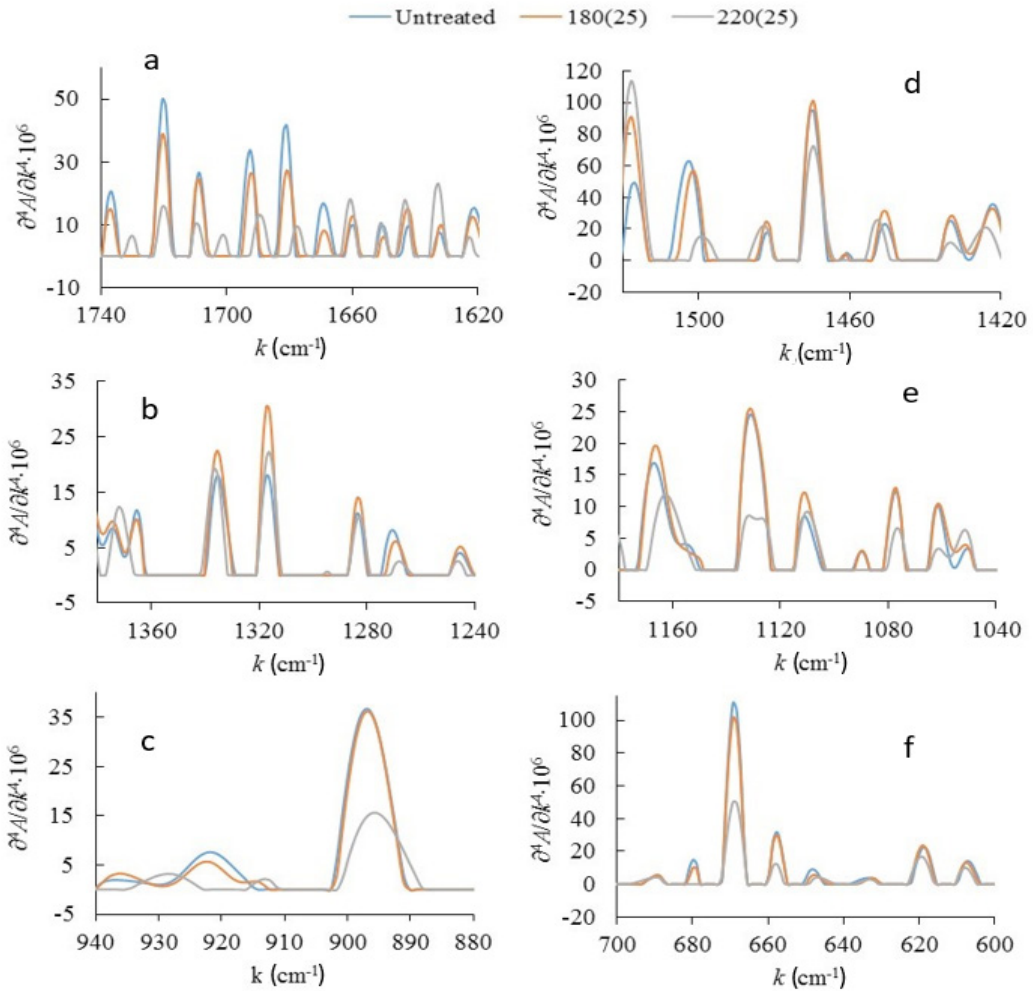 Untreated 180(25) 220(25)
a
∂⁴A/∂k⁴·10⁶
50
30
10
-10
1740 1700 1660 1620
k (cm⁻¹)
d
∂⁴A/∂k⁴·10⁶
120
100
80
60
40
20
0
-20
1500 1460 1420
k (cm⁻¹)
b
∂⁴A/∂k⁴·10⁶
35
25
15
5
-5
1360 1320 1280 1240
k (cm⁻¹)
e
∂⁴A/∂k⁴·10⁶
30
25
20
15
10
5
0
-5
1160 1120 1080 1040
k (cm⁻¹)
c
∂⁴A/∂k⁴·10⁶
35
25
15
5
-5
940 930 920 910 900 890 880
k (cm⁻¹)
f
∂⁴A/∂k⁴·10⁶
100
80
60
40
20
0
-20
700 680 660 640 620 600
k (cm⁻¹)